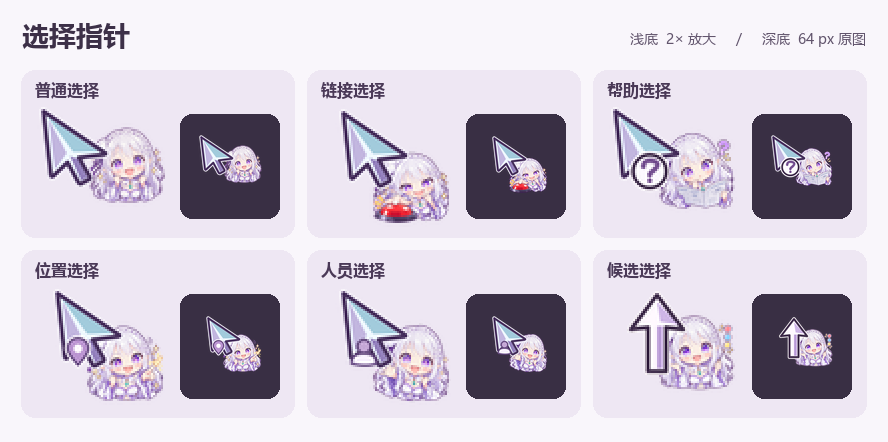 选择指针
浅底 2× 放大 / 深底 64 px 原图
普通选择
链接选择
帮助选择
?
?
位置选择
人员选择
候选选择